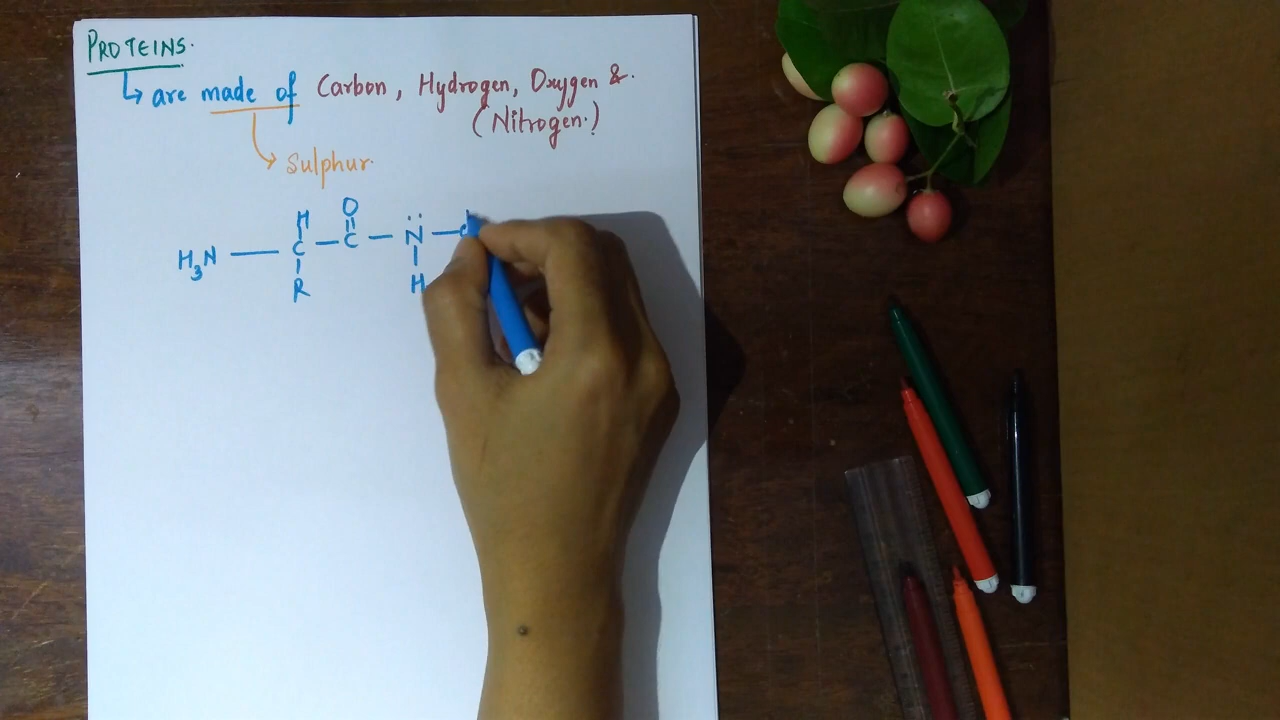 PROTEINS.
↳ are made of Carbon, Hydrogen, Oxygen &.
(Nitrogen.)
Sulphur.
H O
H₃N — C — C — N̈ —
R H